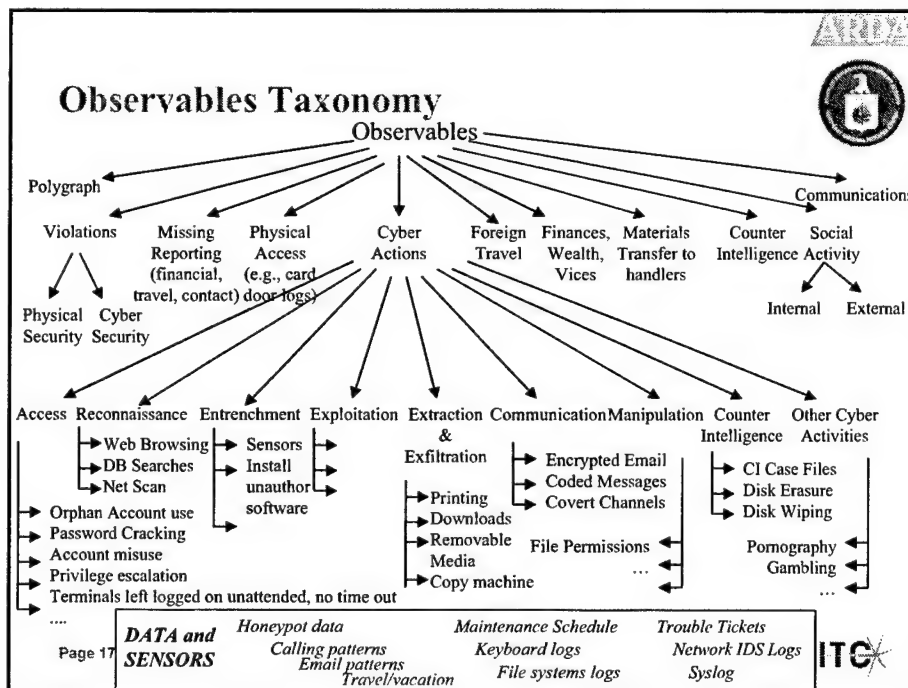 ARDA
Observables Taxonomy
Observables
Polygraph
Communications
Violations
Missing
Reporting
(financial,
travel, contact)
Physical
Access
(e.g., card
door logs)
Cyber
Actions
Foreign
Travel
Finances,
Wealth,
Vices
Materials
Transfer to
handlers
Counter
Intelligence
Social
Activity
Physical
Security
Cyber
Security
Internal
External
Access
Reconnaissance
Entrenchment
Exploitation
Extraction
&
Exfiltration
Communication
Manipulation
Counter
Intelligence
Other Cyber
Activities
Web Browsing
DB Searches
Net Scan
Sensors
Install
unauthor
software
Encrypted Email
Coded Messages
Covert Channels
CI Case Files
Disk Erasure
Disk Wiping
Orphan Account use
Password Cracking
Account misuse
Privilege escalation
Terminals left logged on unattended, no time out
....
Printing
Downloads
Removable
Media
Copy machine
File Permissions
...
Pornography
Gambling
...
Page 17
DATA and
SENSORS
Honeypot data
Calling patterns
Email patterns
Travel/vacation
Maintenance Schedule
Keyboard logs
File systems logs
Trouble Tickets
Network IDS Logs
Syslog
ITC